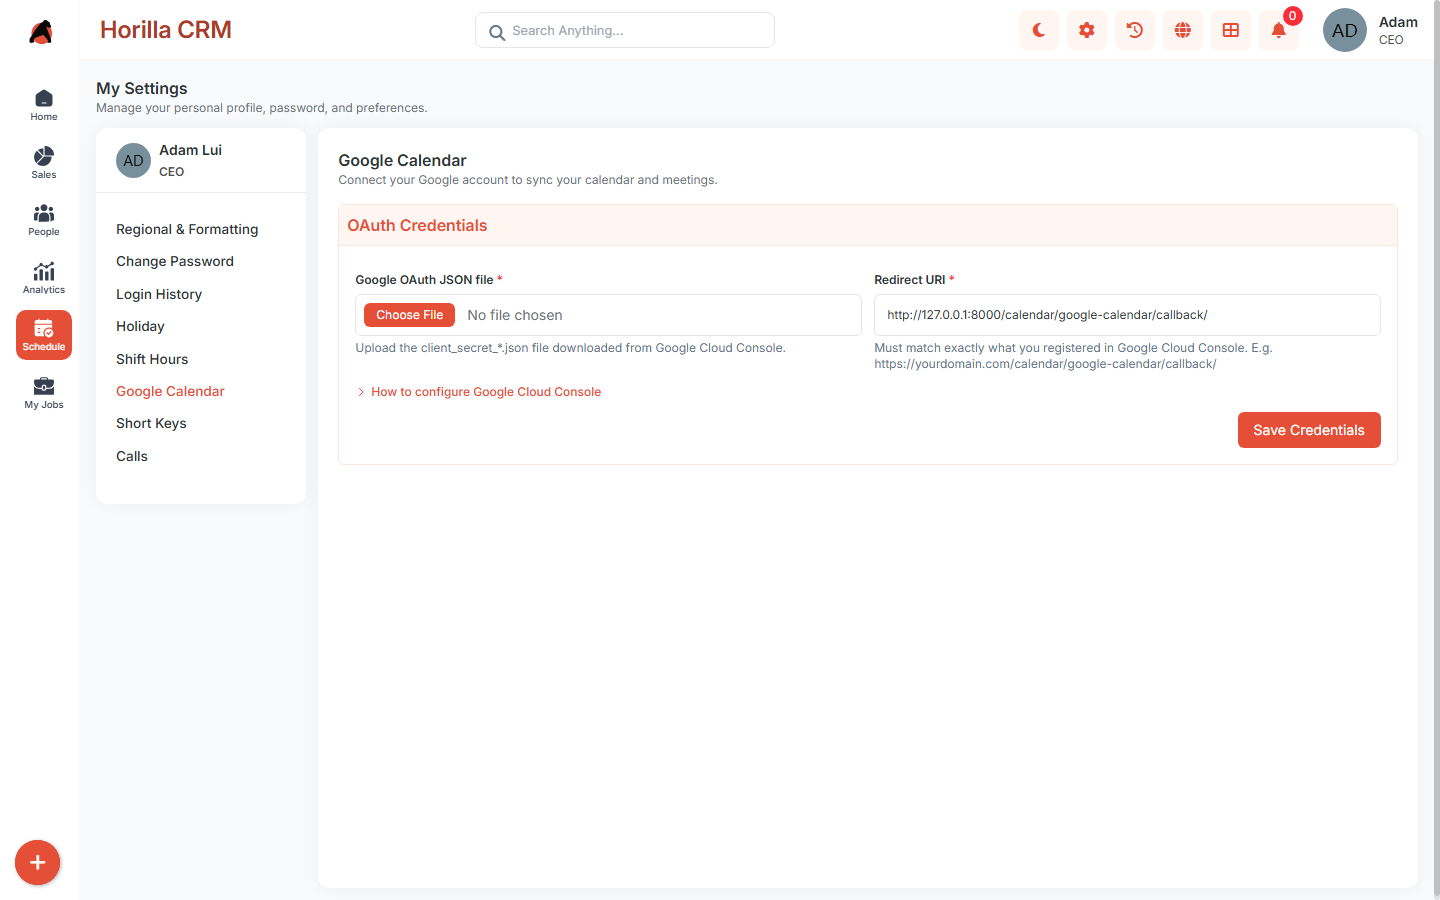 Horilla CRM
Search Anything...
0
AD
Adam
CEO
Home
Sales
People
Analytics
Schedule
My Jobs
My Settings
Manage your personal profile, password, and preferences.
AD
Adam Lui
CEO
Regional & Formatting
Change Password
Login History
Holiday
Shift Hours
Google Calendar
Short Keys
Calls
Google Calendar
Connect your Google account to sync your calendar and meetings.
OAuth Credentials
Google OAuth JSON file *
Choose File No file chosen
Upload the client_secret_*.json file downloaded from Google Cloud Console.
Redirect URI *
http://127.0.0.1:8000/calendar/google-calendar/callback/
Must match exactly what you registered in Google Cloud Console. E.g.
https://yourdomain.com/calendar/google-calendar/callback/
How to configure Google Cloud Console
Save Credentials